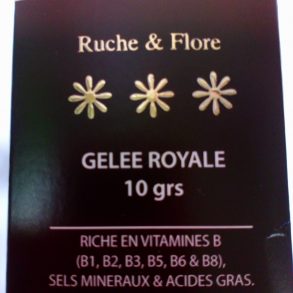 Ruche & Flore
GELEE ROYALE
10 grs
RICHE EN VITAMINES B
(B1, B2, B3, B5, B6 & B8),
SELS MINERAUX & ACIDES GRAS.